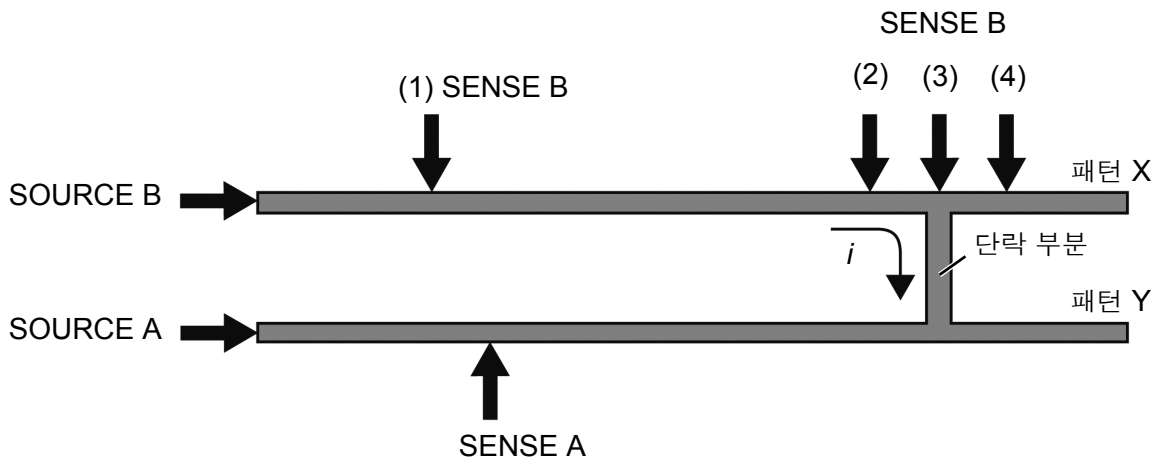 SENSE B
(2) (3) (4)
(1) SENSE B
패턴 X
SOURCE B
단락 부분
i
패턴 Y
SOURCE A
SENSE A